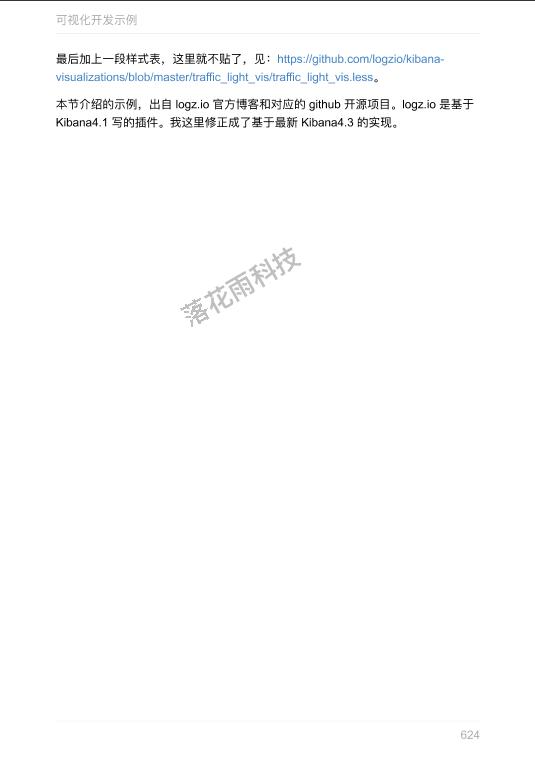 可视化开发示例
最后加上一段样式表，这里就不贴了，见：https://github.com/logzio/kibana-
visualizations/blob/master/traffic_light_vis/traffic_light_vis.less。
本节介绍的示例，出自 logz.io 官方博客和对应的 github 开源项目。logz.io 是基于
Kibana4.1 写的插件。我这里修正成了基于最新 Kibana4.3 的实现。
落花雨科技
624